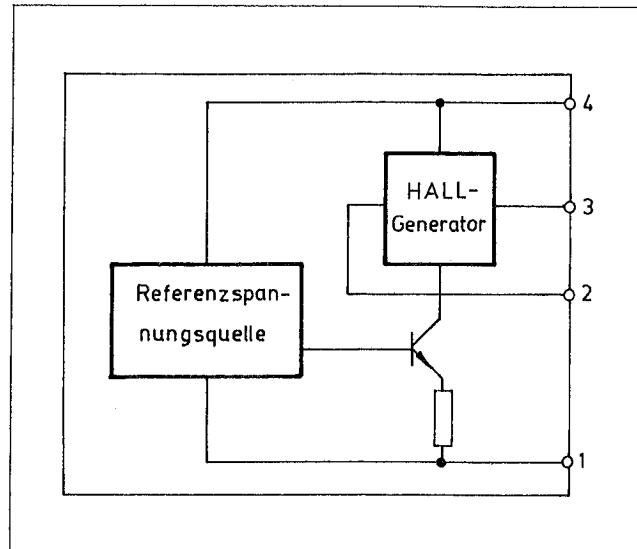 4
HALL-
Generator
3
2
Referenzspan-
nungsquelle
1